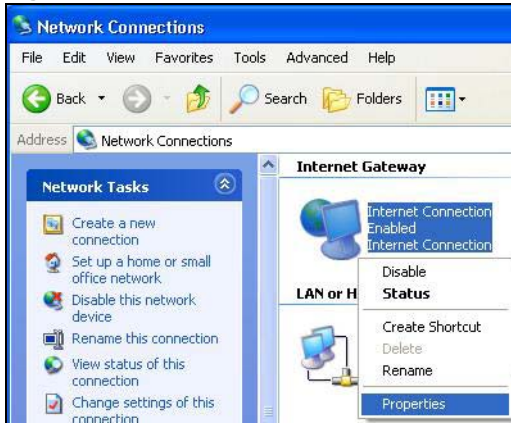 Network Connections
File Edit View Favorites Tools Advanced Help
Back Search Folders
Address Network Connections
Network Tasks
Create a new
connection
Set up a home or small
office network
Disable this network
device
Rename this connection
View status of this
connection
Change settings of this
connection
Internet Gateway
Internet Connection
Enabled
Internet Connection
LAN or H
Disable
Status
Create Shortcut
Delete
Rename
Properties